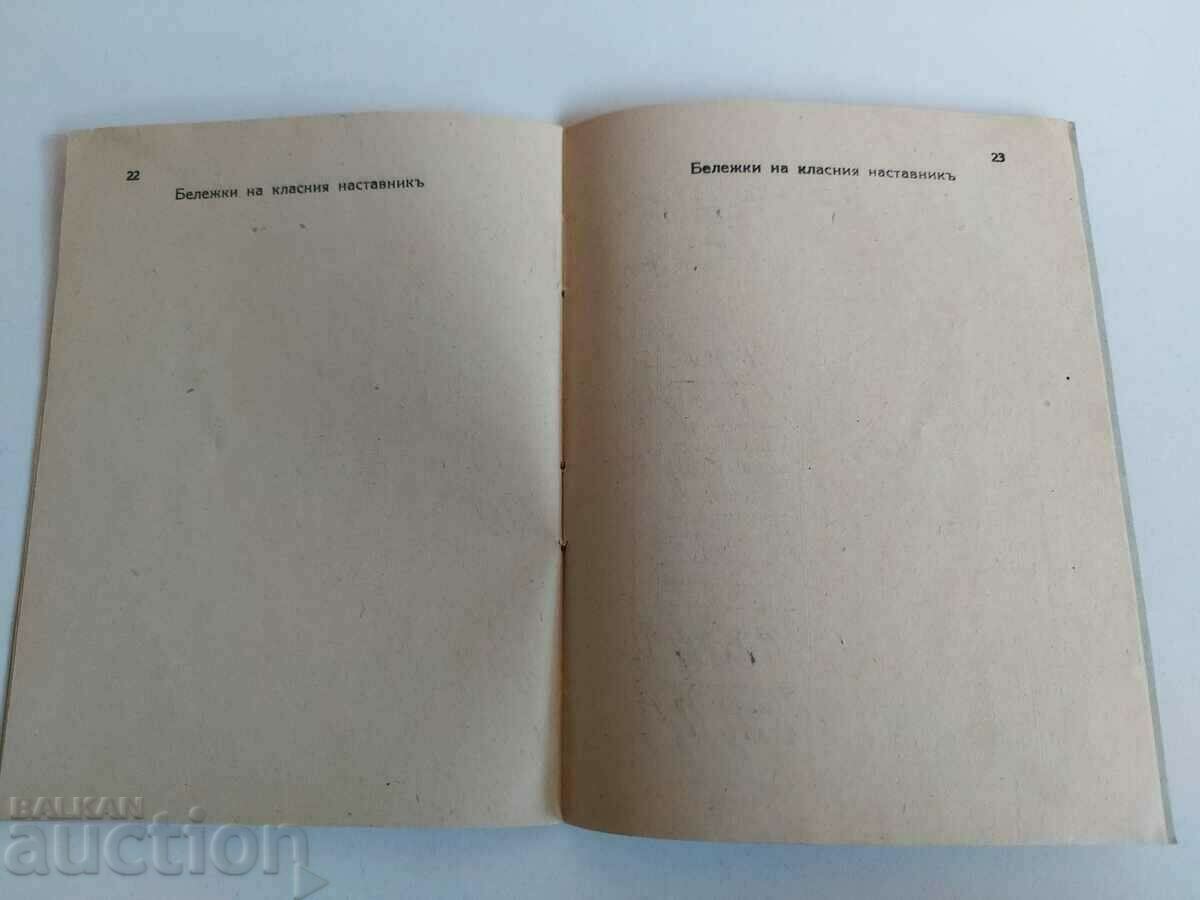 22
Бележки на класния наставникъ
23
Бележки на класния наставникъ
BALKAN
auction